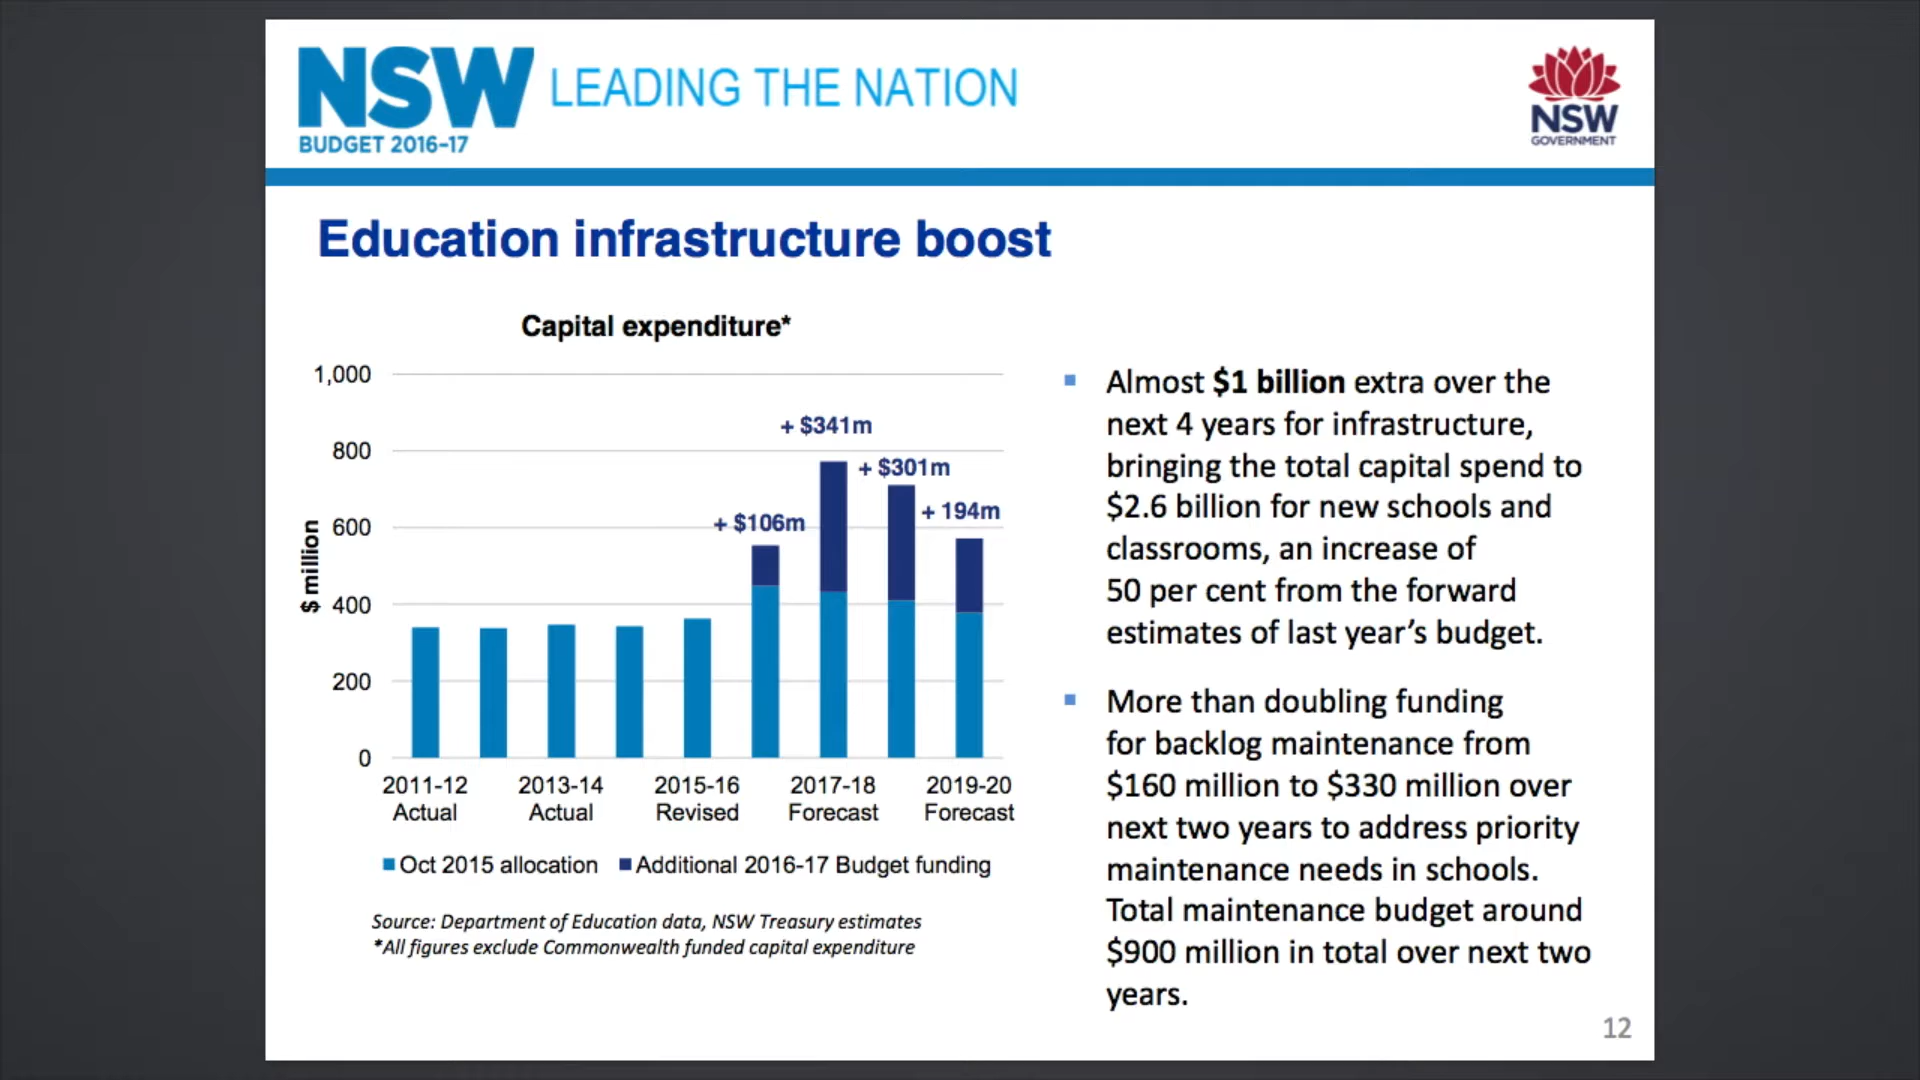 NSW LEADING THE NATION
BUDGET 2016-17
NSW
GOVERNMENT
Education infrastructure boost
Capital expenditure*
1,000
800
600
400
200
0
$ million
+ $106m
+ $341m
+ $301m
+ 194m
2011-12 Actual
2013-14 Actual
2015-16 Revised
2017-18 Forecast
2019-20 Forecast
Oct 2015 allocation
Additional 2016-17 Budget funding
Source: Department of Education data, NSW Treasury estimates
*All figures exclude Commonwealth funded capital expenditure
Almost $1 billion extra over the
next 4 years for infrastructure,
bringing the total capital spend to
$2.6 billion for new schools and
classrooms, an increase of
50 per cent from the forward
estimates of last year’s budget.
More than doubling funding
for backlog maintenance from
$160 million to $330 million over
next two years to address priority
maintenance needs in schools.
Total maintenance budget around
$900 million in total over next two
years.
12